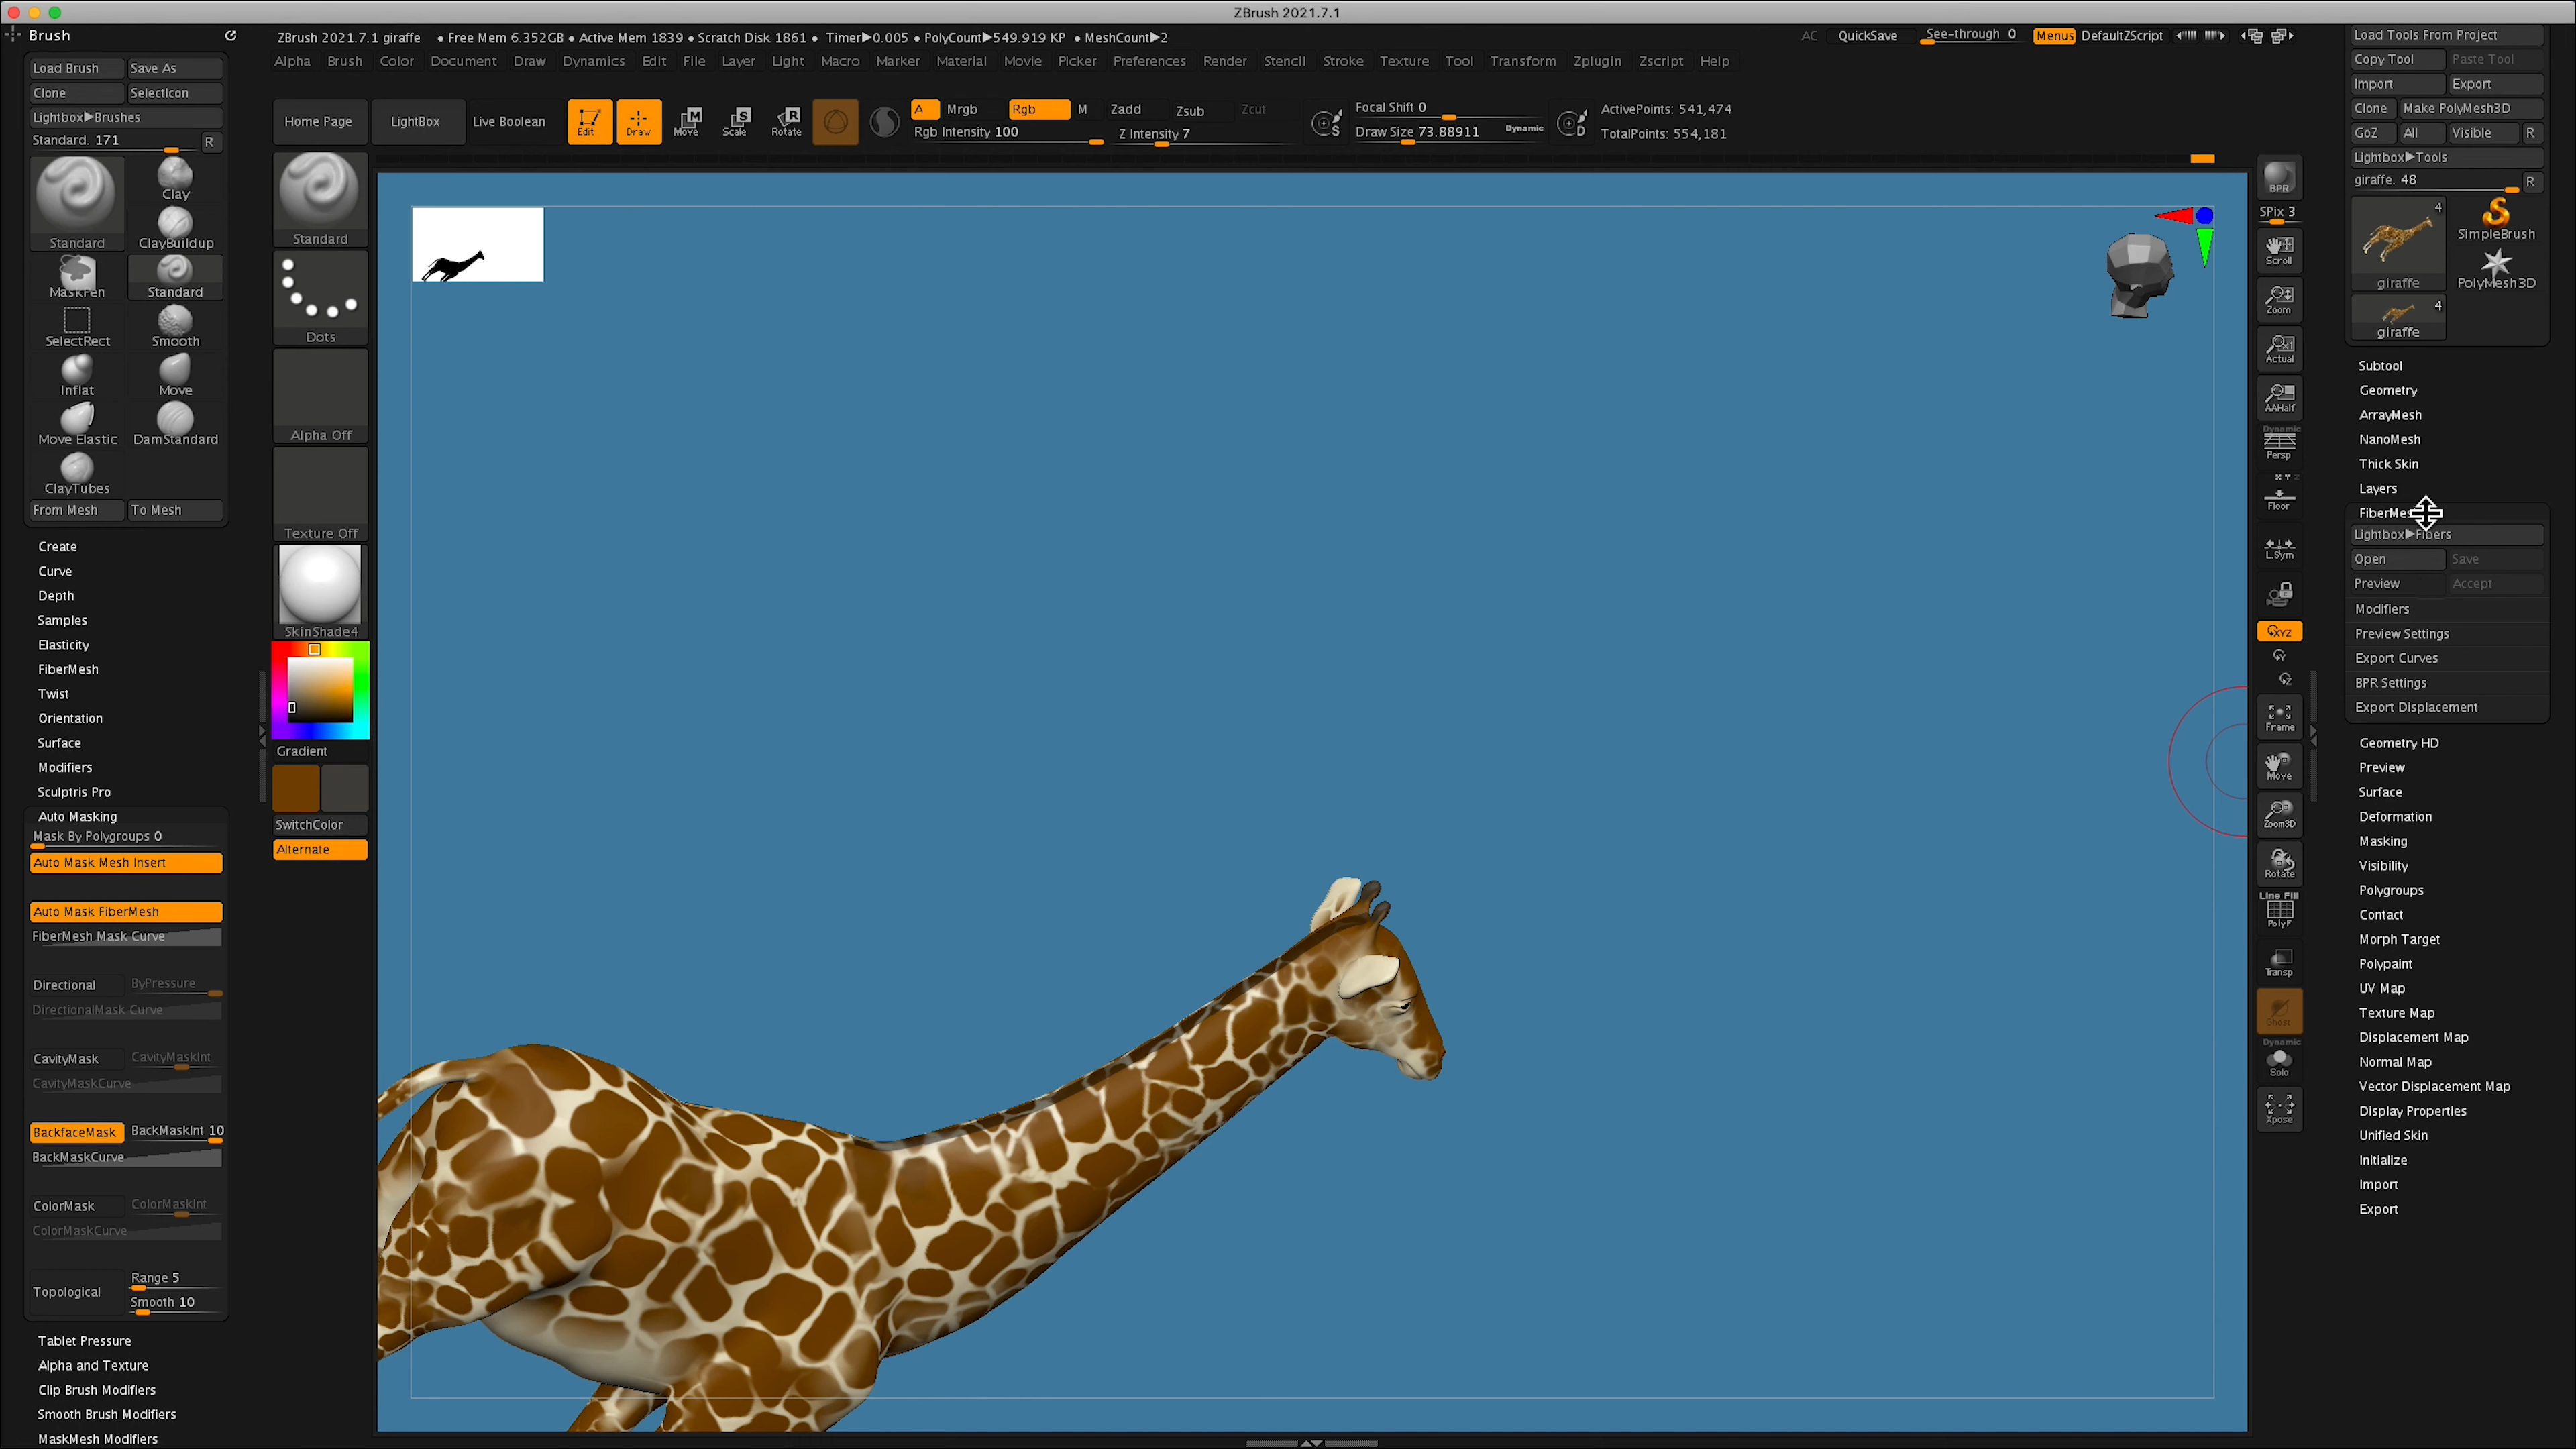 ZBrush 2021.7.1
Brush
Load Brush Save As
Clone SelectIcon
Lightbox▶Brushes
Standard. 171 R
Standard
Clay
ClayBuildup
MaskPen Standard
SelectRect Smooth
Inflat Move
Move Elastic DamStandard
ClayTubes
From Mesh To Mesh
Create
Curve
Depth
Samples
Elasticity
FiberMesh
Twist
Orientation
Surface
Modifiers
Sculptris Pro
Auto Masking
Mask By Polygroups 0
Auto Mask Mesh Insert
Auto Mask FiberMesh
FiberMesh Mask Curve
Directional ByPressure
DirectionalMask Curve
CavityMask CavityMaskInt
CavityMaskCurve
BackfaceMask BackMaskInt 10
BackMaskCurve
ColorMask ColorMaskInt
ColorMaskCurve
Topological Range 5
Smooth 10
Tablet Pressure
Alpha and Texture
Clip Brush Modifiers
Smooth Brush Modifiers
MaskMesh Modifiers
ZBrush 2021.7.1 giraffe • Free Mem 6.352GB • Active Mem 1839 • Scratch Disk 1861 • Timer▶0.005 • PolyCount▶549.919 KP • MeshCount▶2
AC QuickSave See-through 0 Menus DefaultZScript
Alpha Brush Color Document Draw Dynamics Edit File Layer Light Macro Marker Material Movie Picker Preferences Render Stencil Stroke Texture Tool Transform Zplugin Zscript Help
Home Page LightBox Live Boolean Edit Draw Move Scale Rotate
A Mrgb Rgb M Zadd Zsub Zcut
Rgb Intensity 100 Z Intensity 7
Focal Shift 0
Draw Size 73.88911 Dynamic
ActivePoints: 541,474
TotalPoints: 554,181
Standard
Dots
Alpha Off
Texture Off
SkinShade4
Gradient
SwitchColor
Alternate
BPR
SPix 3
Scroll
Zoom
Actual
AAHalf
Dynamic
Persp
Floor
L.Sym
XYZ
Y
Z
Frame
Move
Zoom3D
Rotate
Line Fill
PolyF
Transp
Ghost
Dynamic
Solo
Xpose
Load Tools From Project
Copy Tool Paste Tool
Import Export
Clone Make PolyMesh3D
GoZ All Visible R
Lightbox▶Tools
giraffe. 48 R
4
giraffe
SimpleBrush
PolyMesh3D
4
giraffe
Subtool
Geometry
ArrayMesh
NanoMesh
Thick Skin
Layers
FiberMes
Lightbox▶Fibers
Open Save
Preview Accept
Modifiers
Preview Settings
Export Curves
BPR Settings
Export Displacement
Geometry HD
Preview
Surface
Deformation
Masking
Visibility
Polygroups
Contact
Morph Target
Polypaint
UV Map
Texture Map
Displacement Map
Normal Map
Vector Displacement Map
Display Properties
Unified Skin
Initialize
Import
Export